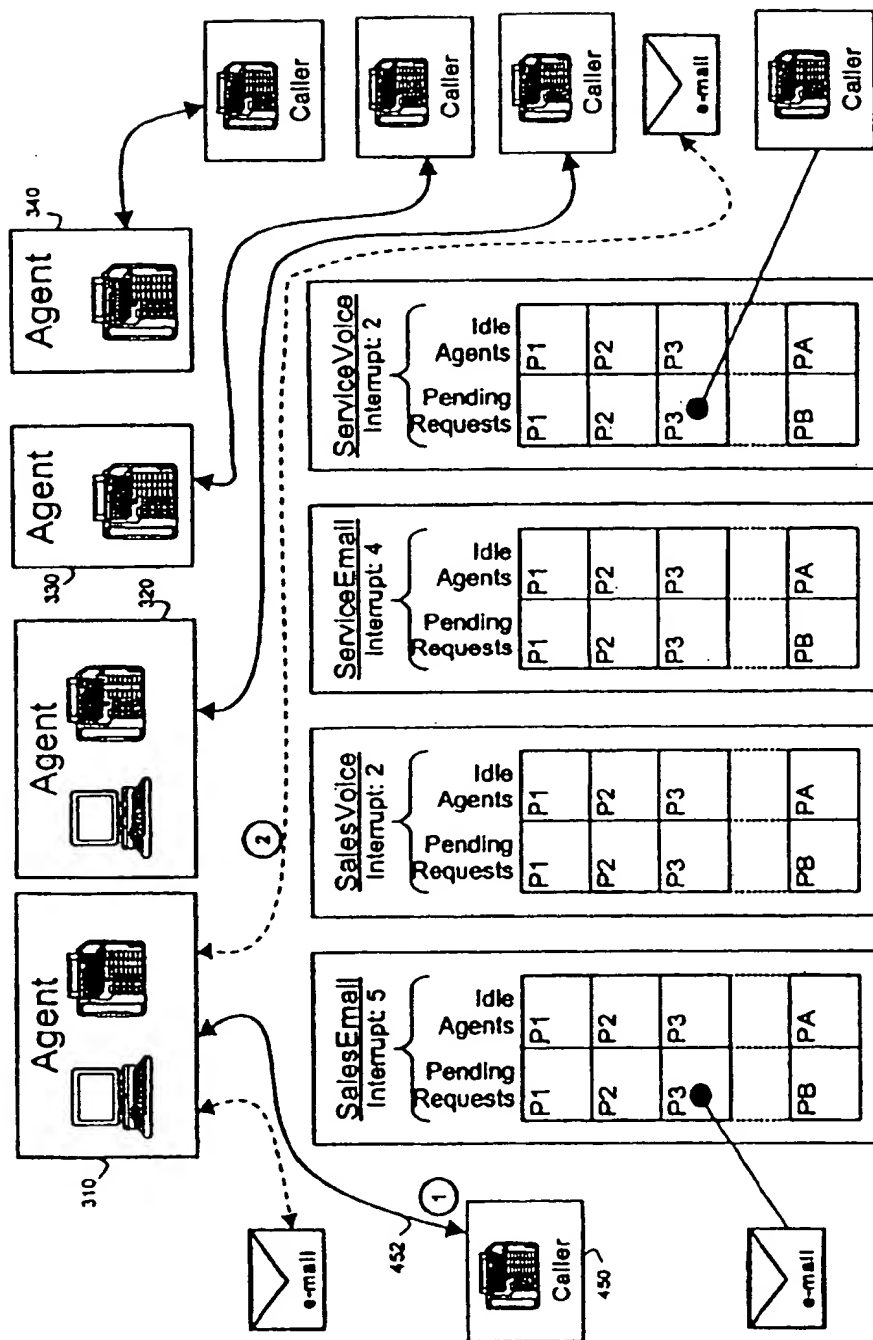 310
Agent
Agent
320
330
Agent
340
Agent
e-mail
452
1
2
Caller
450
Caller
Caller
Caller
e-mail
Caller
e-mail
SalesEmail
Interrupt: 5
Pending Requests
Idle Agents
P1 P1
P2 P2
P3 P3
PB PA
SalesVoice
Interrupt: 2
Pending Requests
Idle Agents
P1 P1
P2 P2
P3 P3
PB PA
ServiceEmail
Interrupt: 4
Pending Requests
Idle Agents
P1 P1
P2 P2
P3 P3
PB PA
ServiceVoice
Interrupt: 2
Pending Requests
Idle Agents
P1 P1
P2 P2
P3 P3
PB PA